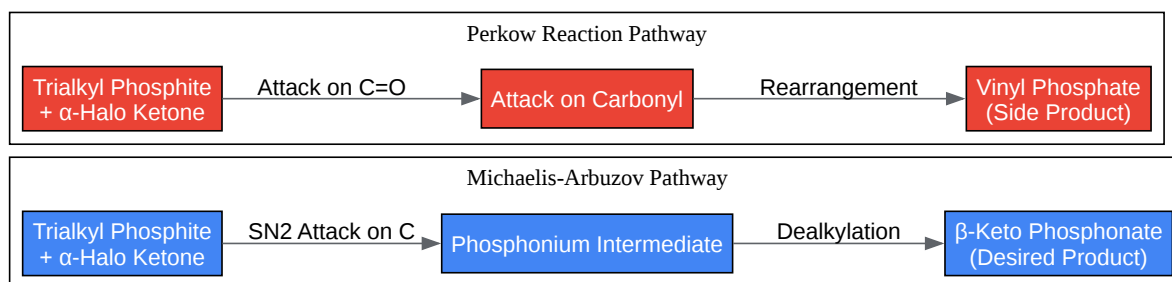 Perkow Reaction Pathway
Trialkyl Phosphite
+ α-Halo Ketone
Attack on C=O
Attack on Carbonyl
Rearrangement
Vinyl Phosphate
(Side Product)
Michaelis-Arbuzov Pathway
Trialkyl Phosphite
+ α-Halo Ketone
SN2 Attack on C
Phosphonium Intermediate
Dealkylation
β-Keto Phosphonate
(Desired Product)